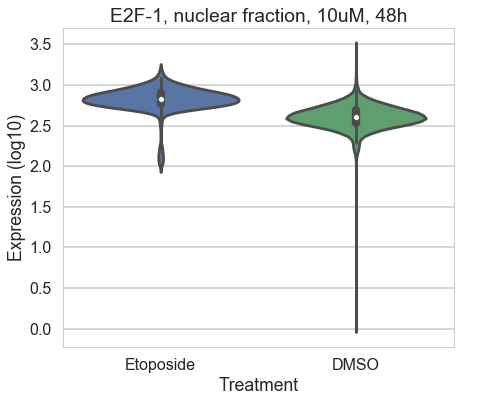 E2F-1, nuclear fraction, 10uM, 48h
Expression (log10)
3.5
3.0
2.5
2.0
1.5
1.0
0.5
0.0
Etoposide
DMSO
Treatment